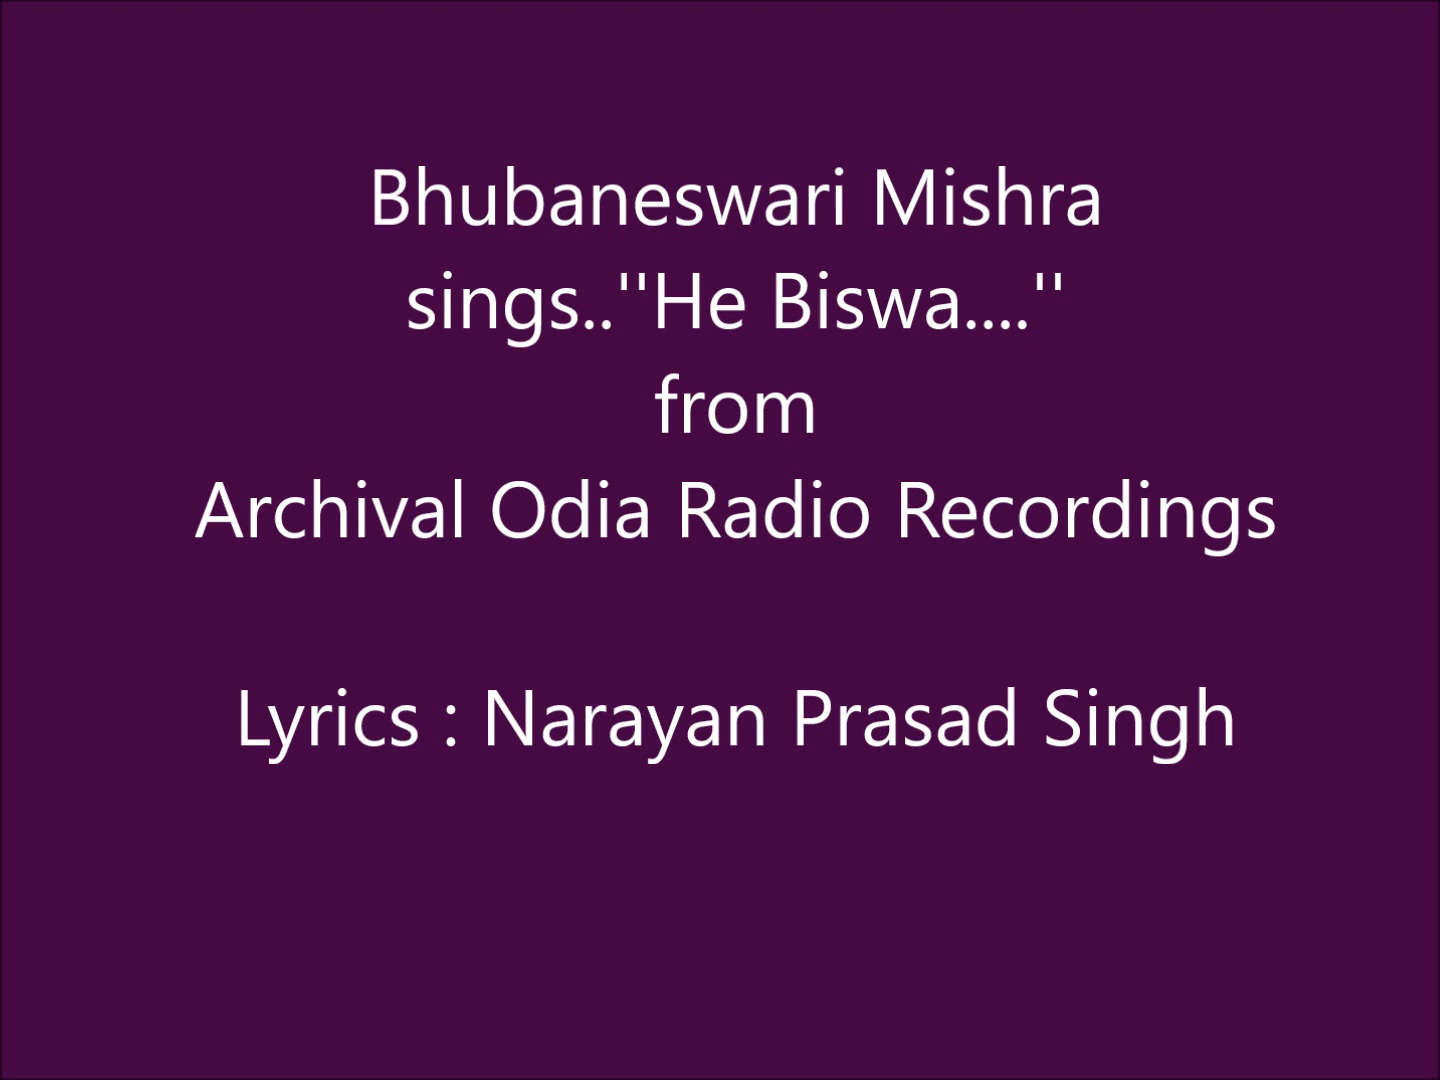 Bhubaneswari Mishra
sings..''He Biswa....''
from
Archival Odia Radio Recordings
Lyrics : Narayan Prasad Singh